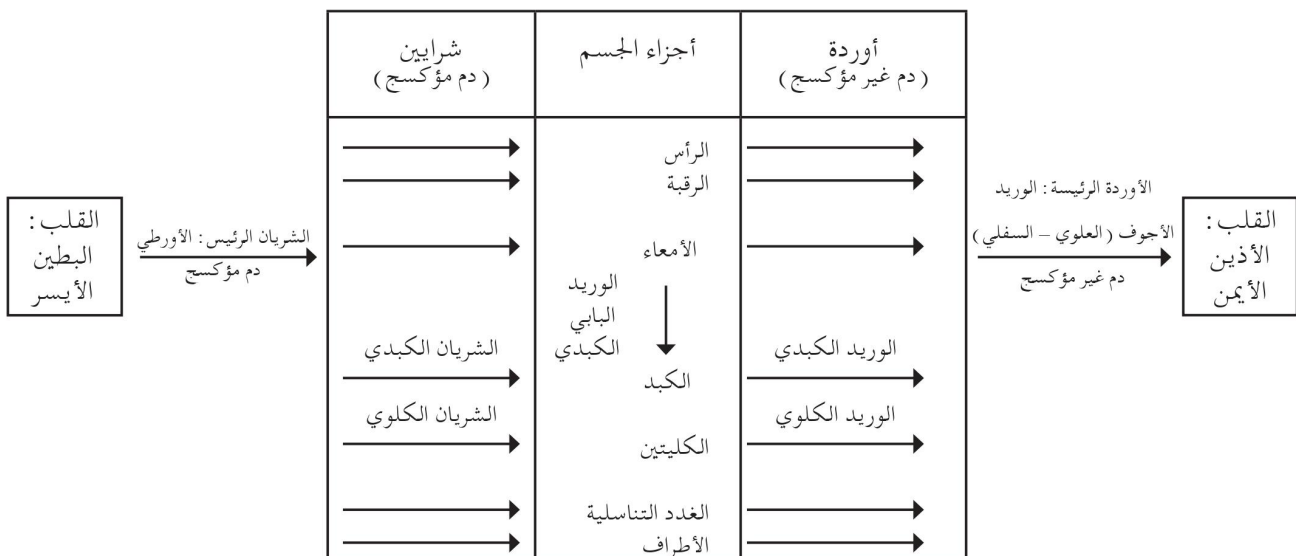 شرايين
(دم مؤكسج)
أجزاء الجسم
أوردة
(دم غير مؤكسج)
القلب:
البطين
الأيسر
الشريان الرئيس: الأورطي
دم مؤكسج
الرأس
الرقبة
الأمعاء
الوريد
البابي
الكبدي
الشريان الكبدي
الكبد
الوريد الكبدي
الشريان الكلوي
الكليتين
الوريد الكلوي
الغدد التناسلية
الأطراف
الأوردة الرئيسة: الوريد
الأجوف (العلوي – السفلي)
دم غير مؤكسج
القلب:
الأذين
الأيمن